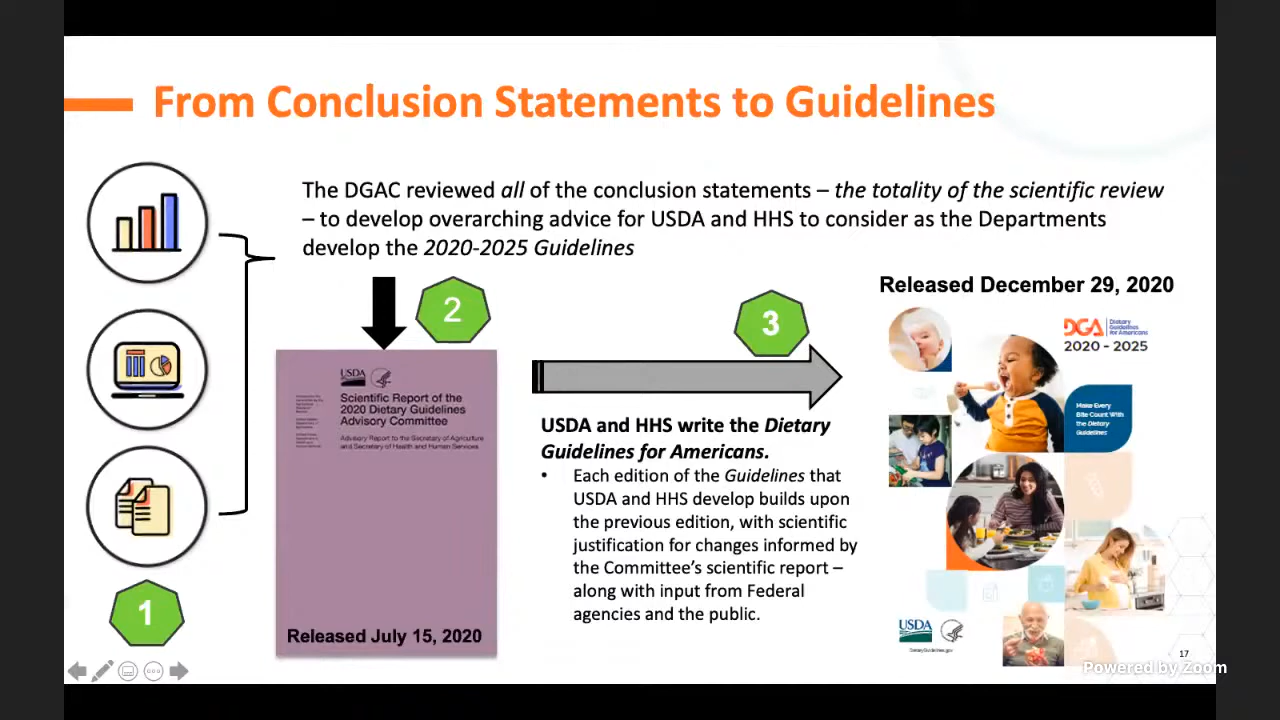 From Conclusion Statements to Guidelines
The DGAC reviewed all of the conclusion statements – the totality of the scientific review
– to develop overarching advice for USDA and HHS to consider as the Departments
develop the 2020-2025 Guidelines
1
2
USDA
Scientific Report of the
2020 Dietary Guidelines
Advisory Committee
Advisory Report to the Secretary of Agriculture
and Secretary of Health and Human Services
Released July 15, 2020
3
USDA and HHS write the Dietary
Guidelines for Americans.
• Each edition of the Guidelines that
USDA and HHS develop builds upon
the previous edition, with scientific
justification for changes informed by
the Committee’s scientific report –
along with input from Federal
agencies and the public.
Released December 29, 2020
DGA
Dietary
Guidelines
for Americans
2020 - 2025
Make Every
Bite Count With
the Dietary
Guidelines
USDA
DietaryGuidelines.gov
17
Powered by Zoom